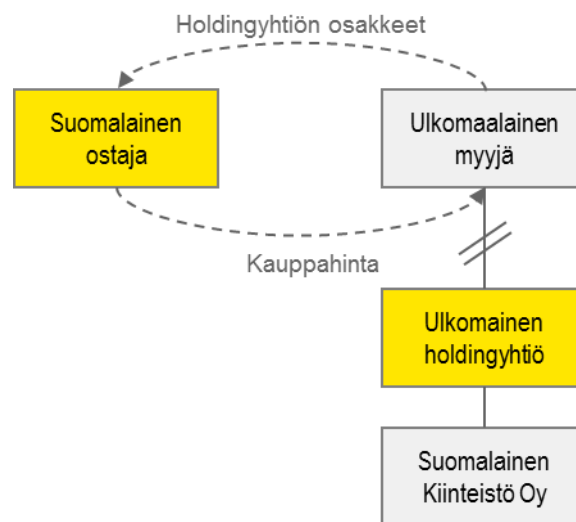 Holdingyhtiön osakkeet
Suomalainen
ostaja
Ulkomaalainen
myyjä
Kauppahinta
Ulkomainen
holdingyhtiö
Suomalainen
Kiinteistö Oy